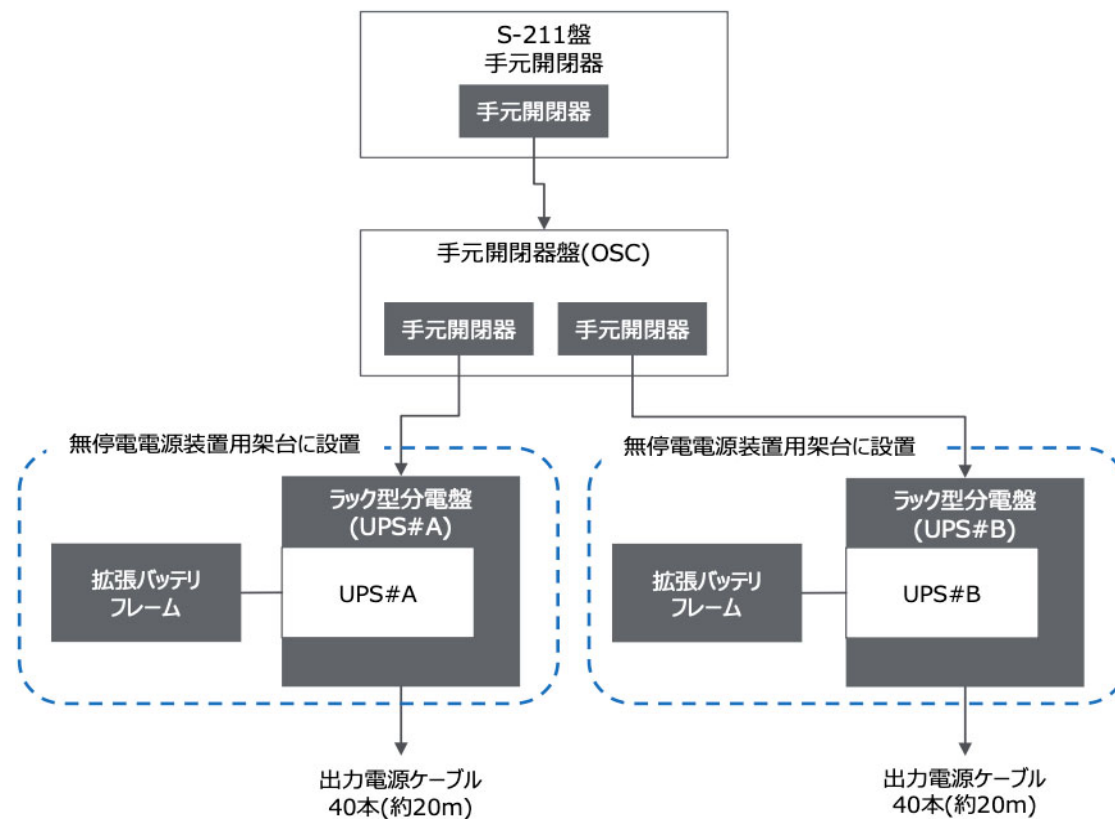 S-211盤
手元開閉器
手元開閉器
手元開閉器盤(OSC)
手元開閉器
手元開閉器
無停電電源装置用架台に設置
ラック型分電盤
(UPS#A)
拡張バッテリ
フレーム
UPS#A
出力電源ケーブル
40本(約20m)
無停電電源装置用架台に設置
ラック型分電盤
(UPS#B)
拡張バッテリ
フレーム
UPS#B
出力電源ケーブル
40本(約20m)